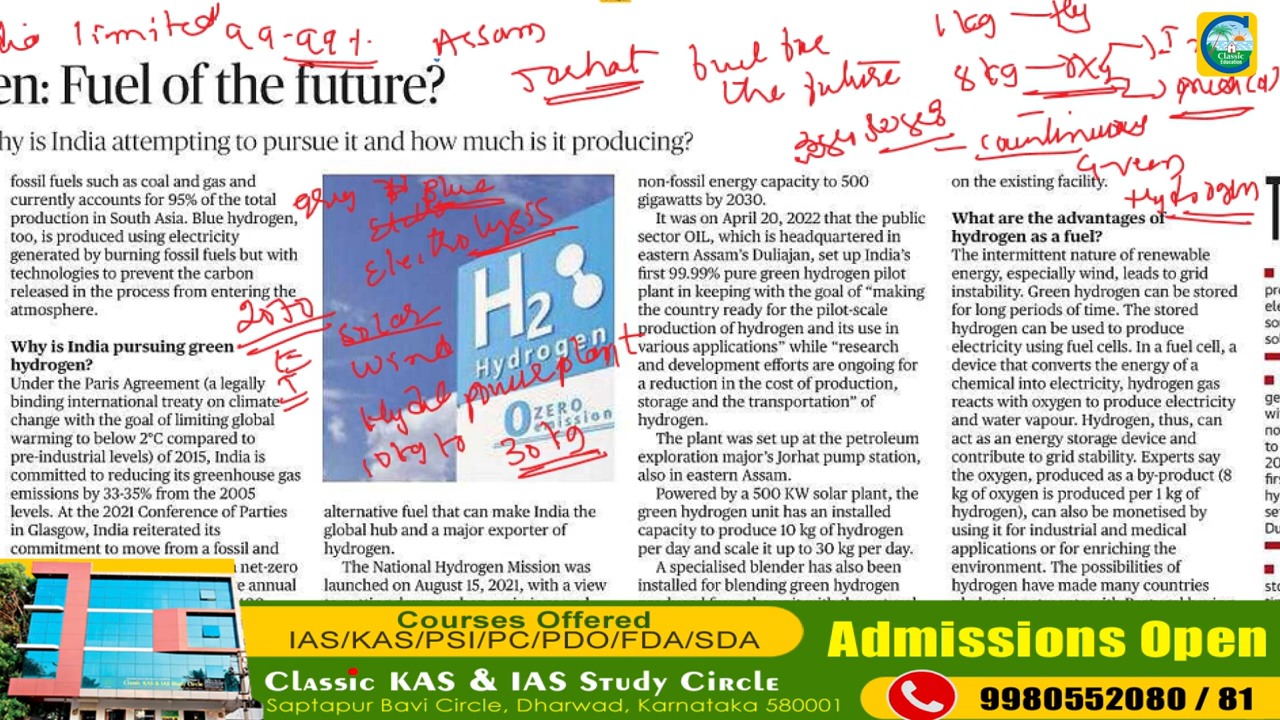 limited 99.99%
Assam
Jorhat
fuel
the future
1 kg
8 kg
continuous
Green
Hydrogen
Classic
Education
en: Fuel of the future?
hy is India attempting to pursue it and how much is it producing?
fossil fuels such as coal and gas and
currently accounts for 95% of the total
production in South Asia. Blue hydrogen,
too, is produced using electricity
generated by burning fossil fuels but with
technologies to prevent the carbon
released in the process from entering the
atmosphere.
2030
Why is India pursuing green
hydrogen?
Under the Paris Agreement (a legally
binding international treaty on climate
change with the goal of limiting global
warming to below 2°C compared to
pre-industrial levels) of 2015, India is
committed to reducing its greenhouse gas
emissions by 33-35% from the 2005
levels. At the 2021 Conference of Parties
in Glasgow, India reiterated its
commitment to move from a fossil and
net-zero
e annual
Blue
Electrolysis
solar
wind
Hydel power plant
10 kg to 30 kg
H2
Hydrogen
0 ZERO
emission
alternative fuel that can make India the
global hub and a major exporter of
hydrogen.
The National Hydrogen Mission was
launched on August 15, 2021, with a view
non-fossil energy capacity to 500
gigawatts by 2030.
It was on April 20, 2022 that the public
sector OIL, which is headquartered in
eastern Assam's Duliajan, set up India's
first 99.99% pure green hydrogen pilot
plant in keeping with the goal of “making
the country ready for the pilot-scale
production of hydrogen and its use in
various applications” while “research
and development efforts are ongoing for
a reduction in the cost of production,
storage and the transportation” of
hydrogen.
The plant was set up at the petroleum
exploration major's Jorhat pump station,
also in eastern Assam.
Powered by a 500 KW solar plant, the
green hydrogen unit has an installed
capacity to produce 10 kg of hydrogen
per day and scale it up to 30 kg per day.
A specialised blender has also been
installed for blending green hydrogen
on the existing facility.
What are the advantages of
hydrogen as a fuel?
The intermittent nature of renewable
energy, especially wind, leads to grid
instability. Green hydrogen can be stored
for long periods of time. The stored
hydrogen can be used to produce
electricity using fuel cells. In a fuel cell, a
device that converts the energy of a
chemical into electricity, hydrogen gas
reacts with oxygen to produce electricity
and water vapour. Hydrogen, thus, can
act as an energy storage device and
contribute to grid stability. Experts say
the oxygen, produced as a by-product (8
kg of oxygen is produced per 1 kg of
hydrogen), can also be monetised by
using it for industrial and medical
applications or for enriching the
environment. The possibilities of
hydrogen have made many countries
Classic KAS & IAS Study Circle
Courses Offered
IAS/KAS/PSI/PC/PDO/FDA/SDA
Classic KAS & IAS Study Circle
Saptapur Bavi Circle, Dharwad, Karnataka 580001
Admissions Open
9980552080 / 81